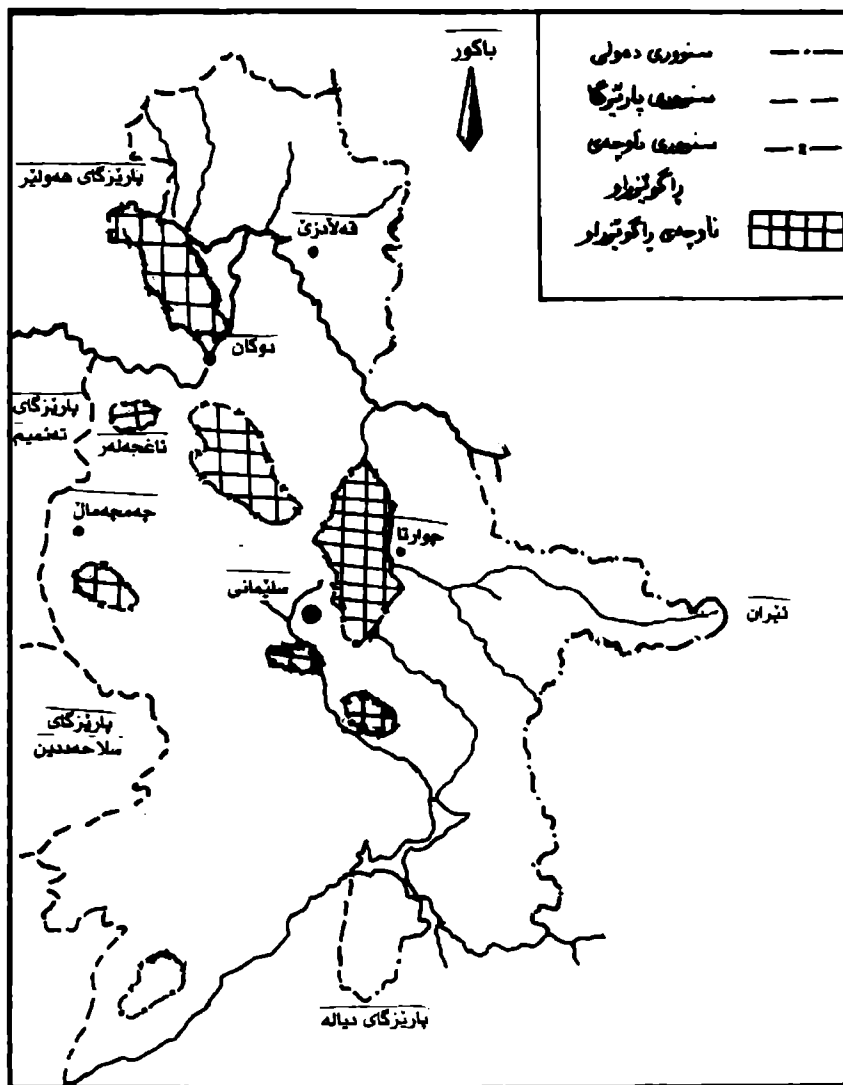 باکور
سنووری دەولی
سنووری پارێزگا
سنووری ناوچەی
ڕاگوێزراو
ناوچەی ڕاگوێزراو
پارێزگای هەولێر
قەڵادزێ
دوکان
پارێزگای
تەئمیم
ئاغجەلەر
چەمچەماڵ
چوارتا
سلێمانی
ئێران
پارێزگای
سلاحەددین
پارێزگای دیالە